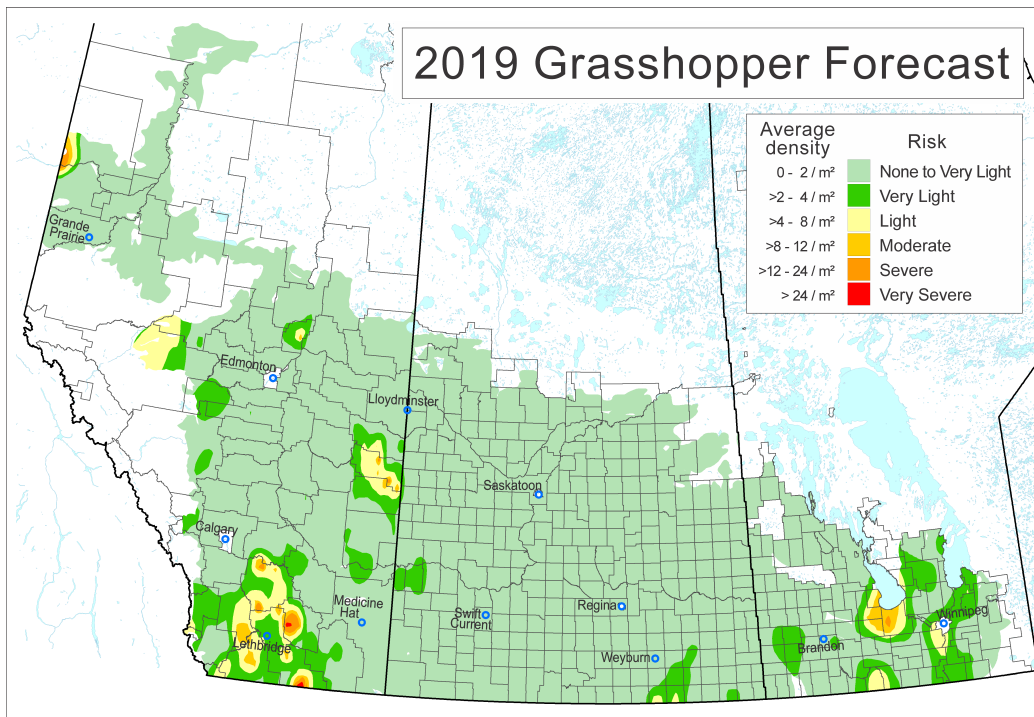 2019 Grasshopper Forecast
Average
density
Risk
0 - 2 / m² None to Very Light
>2 - 4 / m² Very Light
>4 - 8 / m² Light
>8 - 12 / m² Moderate
>12 - 24 / m² Severe
> 24 / m² Very Severe
Grande
Prairie
Edmonton
Lloydminster
Saskatoon
Calgary
Medicine
Hat
Swift
Current
Regina
Winnipeg
Lethbridge
Brandon
Weyburn